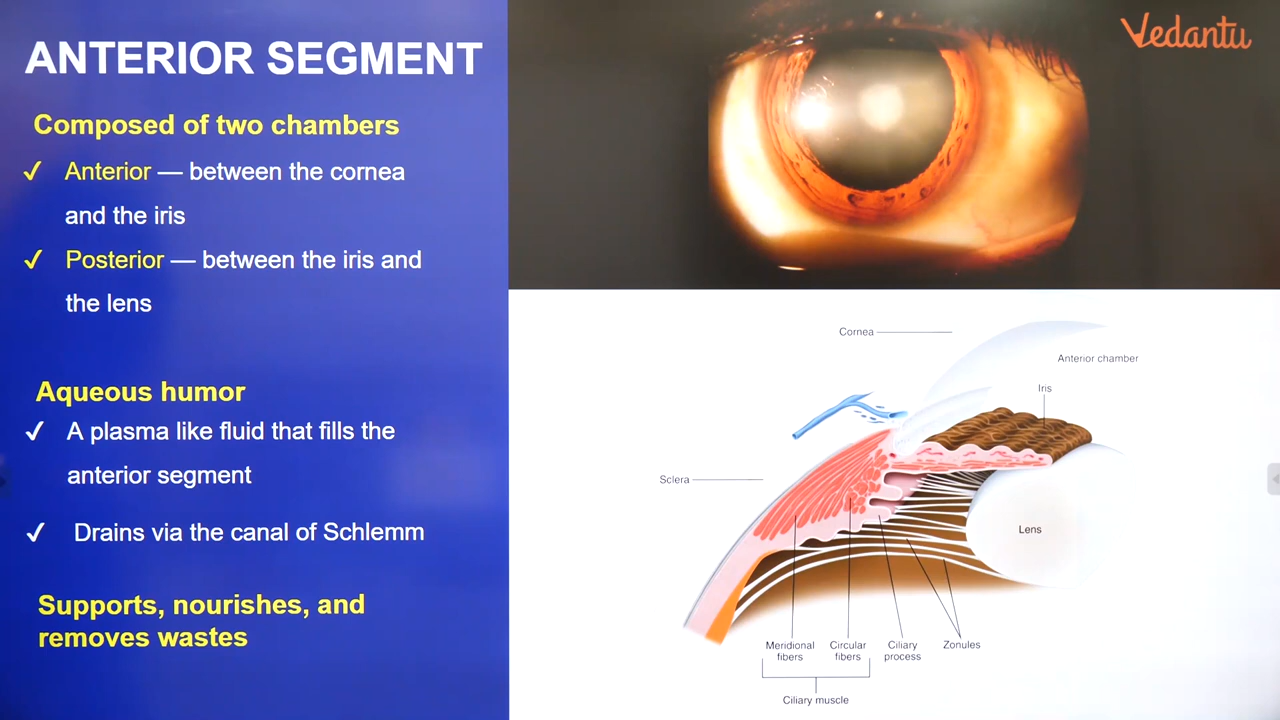 ANTERIOR SEGMENT
Composed of two chambers
✓ Anterior — between the cornea
and the iris
✓ Posterior — between the iris and
the lens
Aqueous humor
✓ A plasma like fluid that fills the
anterior segment
✓ Drains via the canal of Schlemm
Supports, nourishes, and
removes wastes
Vedantu
Cornea
Anterior chamber
Iris
Sclera
Lens
Meridional
fibers
Circular
fibers
Ciliary
process
Zonules
Ciliary muscle